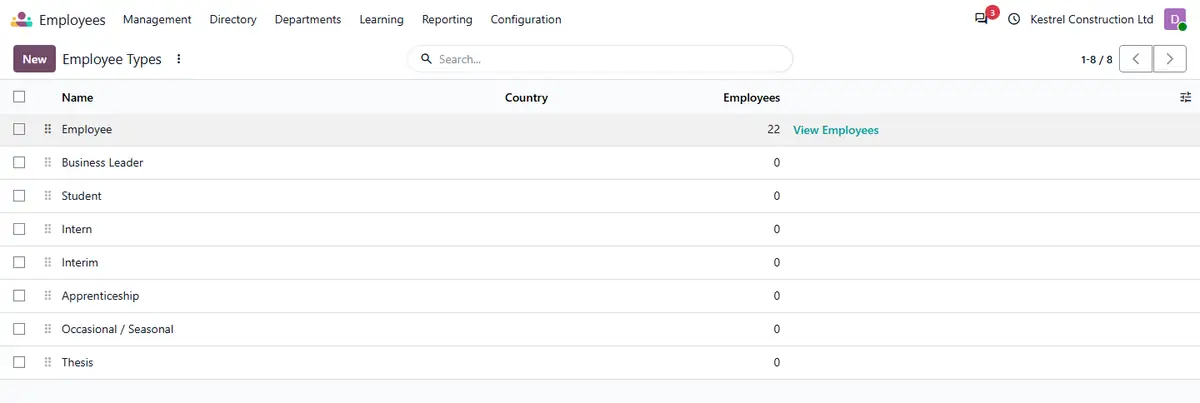 Employees Management Directory Departments Learning Reporting Configuration 3 Kestrel Construction Ltd D
New Employee Types Search... 1-8 / 8
Name Country Employees
Employee 22 View Employees
Business Leader 0
Student 0
Intern 0
Interim 0
Apprenticeship 0
Occasional / Seasonal 0
Thesis 0